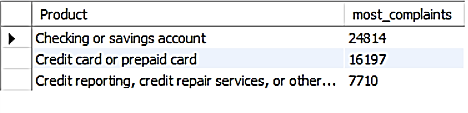 Product most_complaints
Checking or savings account 24814
Credit card or prepaid card 16197
Credit reporting, credit repair services, or other... 7710